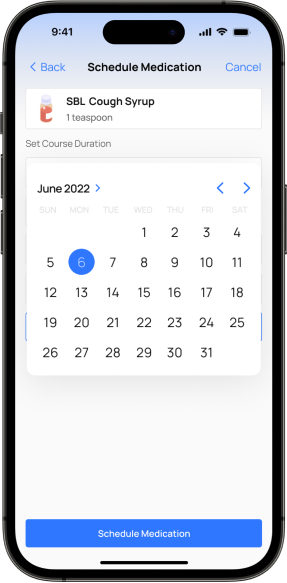 9:41
Back Schedule Medication Cancel
SBL Cough Syrup
1 teaspoon
Set Course Duration
June 2022
SUN MON TUE WED THU FRI SAT
1 2 3 4
5 6 7 8 9 10 11
12 13 14 15 16 17 18
19 20 21 22 23 24 25
26 27 28 29 30 31
Schedule Medication